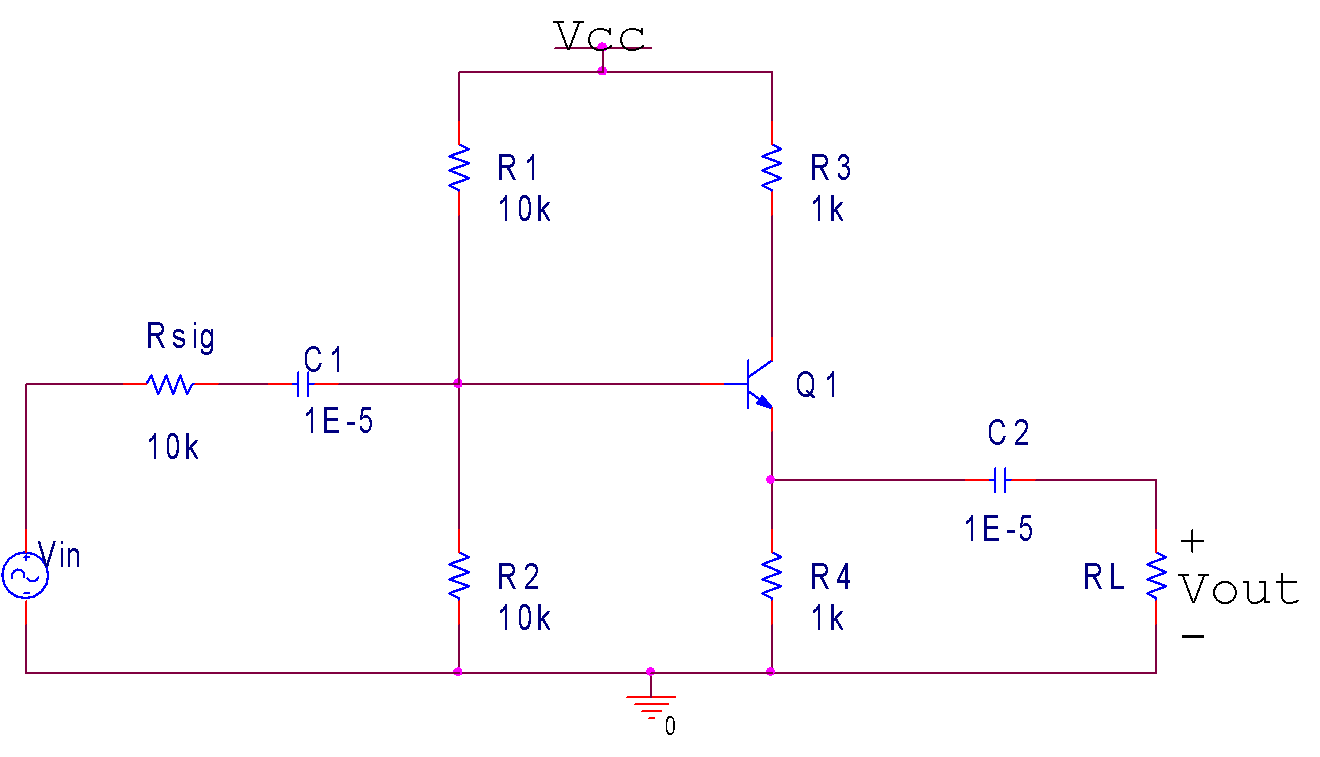 Vcc
R1
10k
R3
1k
Rsig
10k
C1
1E-5
Q1
C2
1E-5
Vin
+
-
R2
10k
R4
1k
RL
+
Vout
-
0